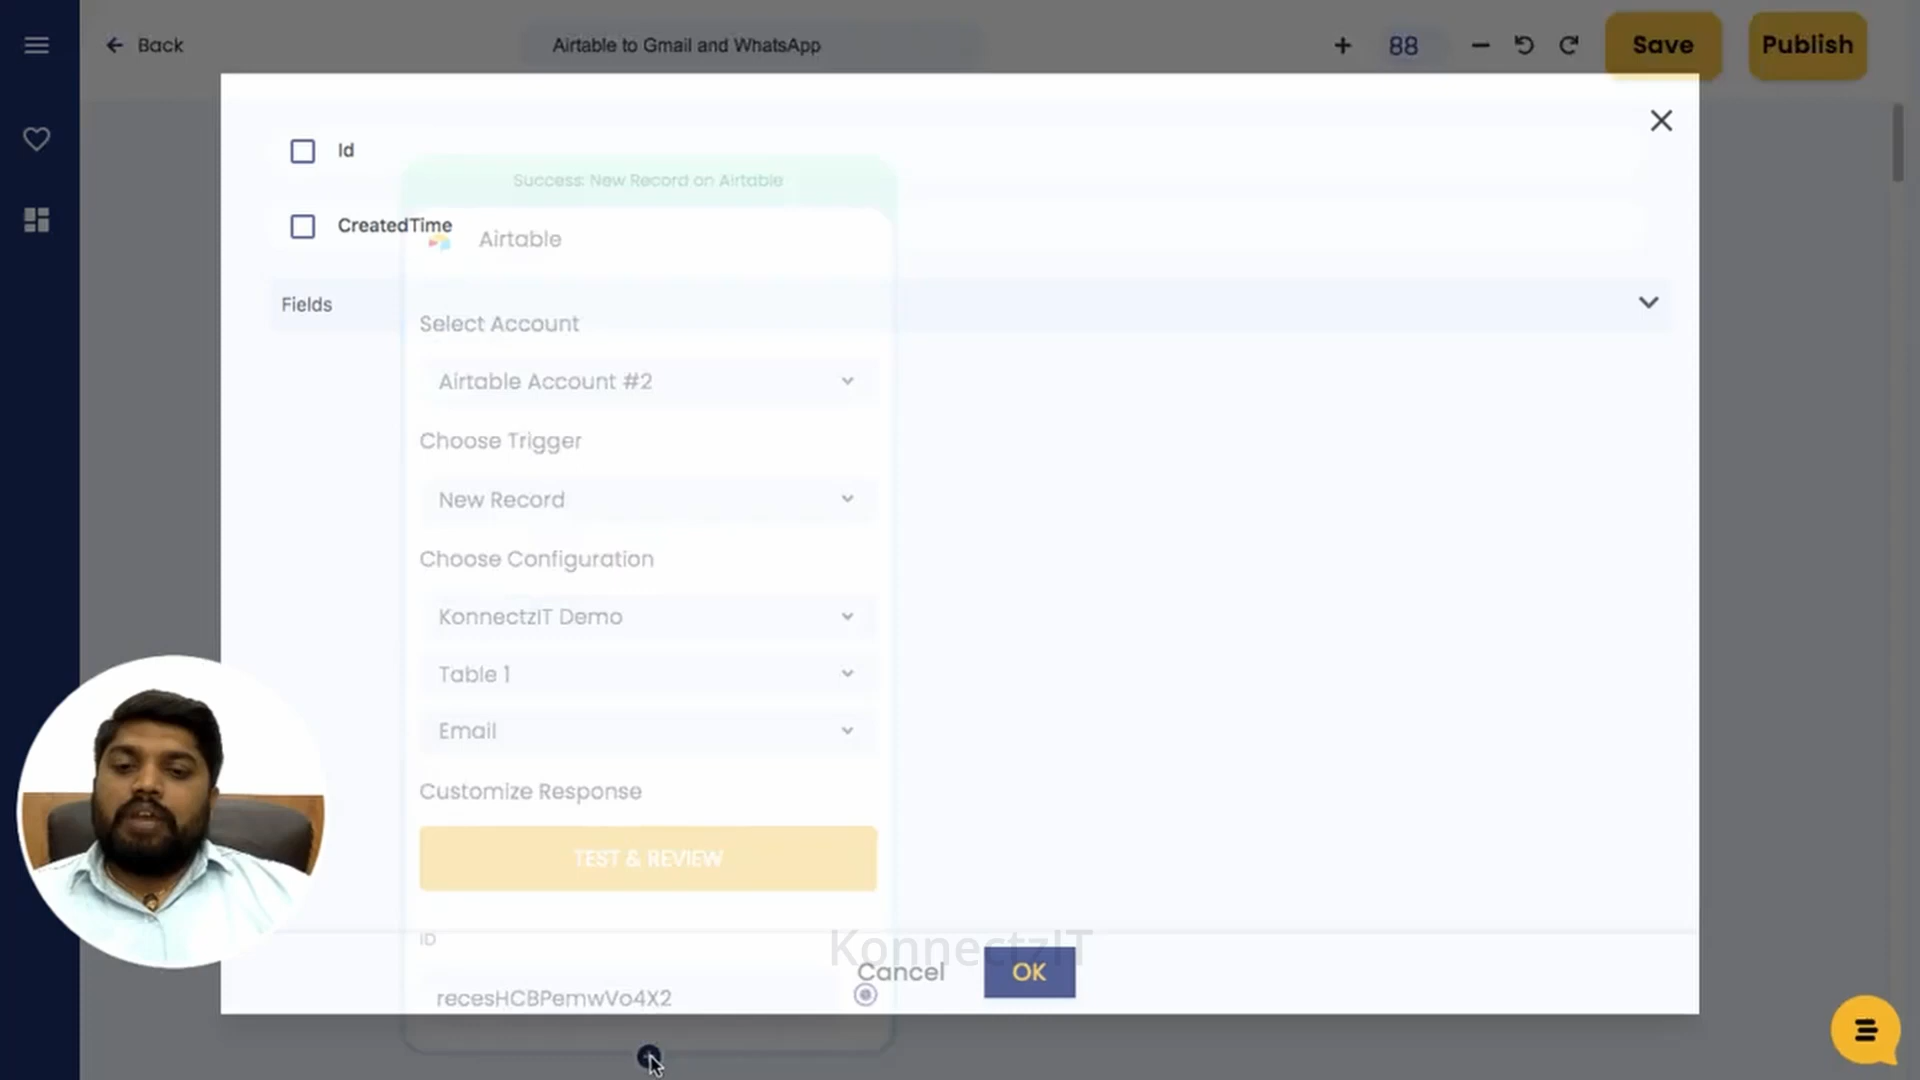 Back
Airtable to Gmail and WhatsApp
88
Save
Publish
Id
Success: New Record on Airtable
CreatedTime
Airtable
Fields
Select Account
Airtable Account #2
Choose Trigger
New Record
Choose Configuration
KonnectzIT Demo
Table 1
Email
Customize Response
TEST & REVIEW
ID
KonnectzIT
Cancel
OK
recesHCBPemwVo4X2